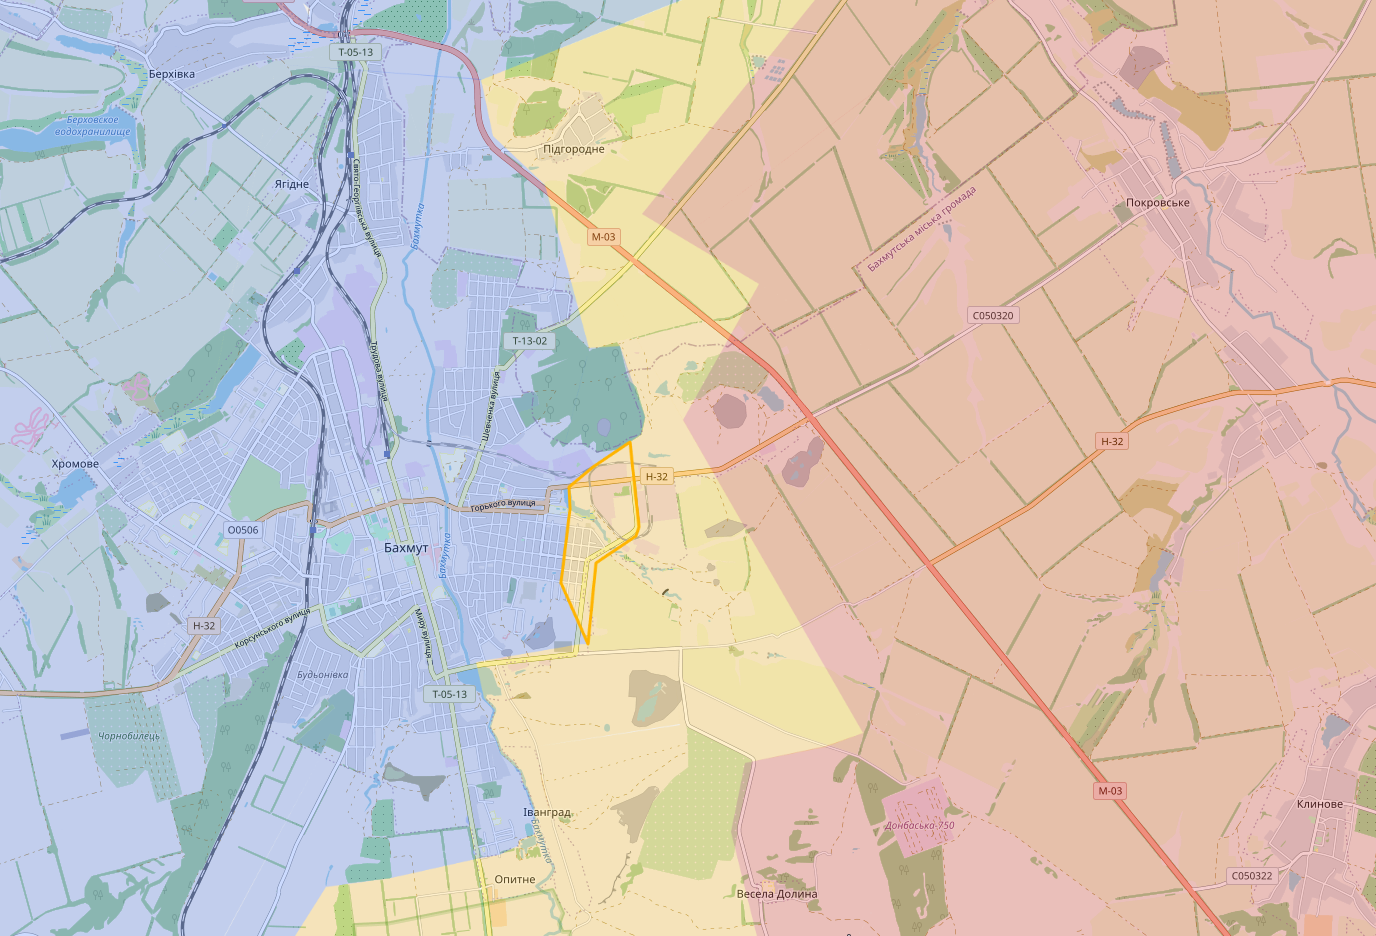 Т-05-13
Берхівка
Берховское
водохранилище
Підгородне
Ягідне
Свято-Георгіївська вулиця
Бахмутка
М-03
Покровське
Бахмутська міська громада
С050320
Т-13-02
Трудова вулиця
Шевченка вулиця
Н-32
Хромове
Н-32
Горького вулиця
О0506
Бахмут
Бахмутка
Н-32
Корсунського вулиця
Миру вулиця
Будьонівка
Т-05-13
Чорнобилець
М-03
Клинове
Іванград
Донбаська-750
Бахмутка
Опитне
С050322
Весела Долина